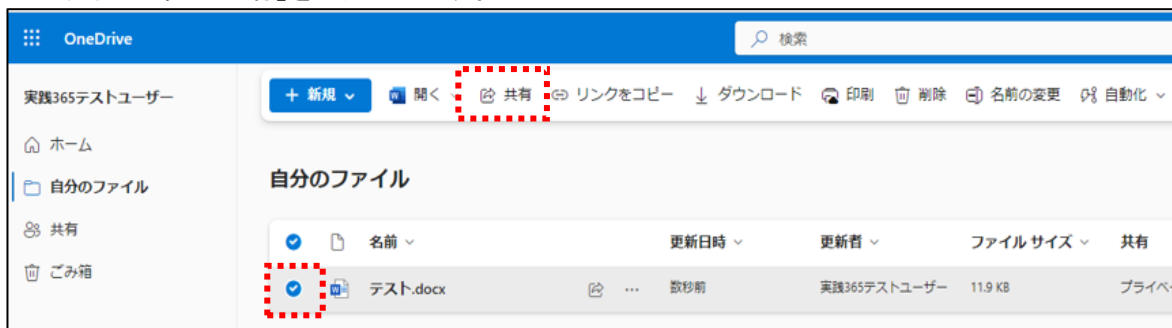 OneDrive
検索
実践365テストユーザー
ホーム
自分のファイル
共有
ごみ箱
+ 新規
開く
共有
リンクをコピー
ダウンロード
印刷
削除
名前の変更
自動化
自分のファイル
名前
更新日時
更新者
ファイル サイズ
共有
テスト.docx
数秒前
実践365テストユーザー
11.9 KB